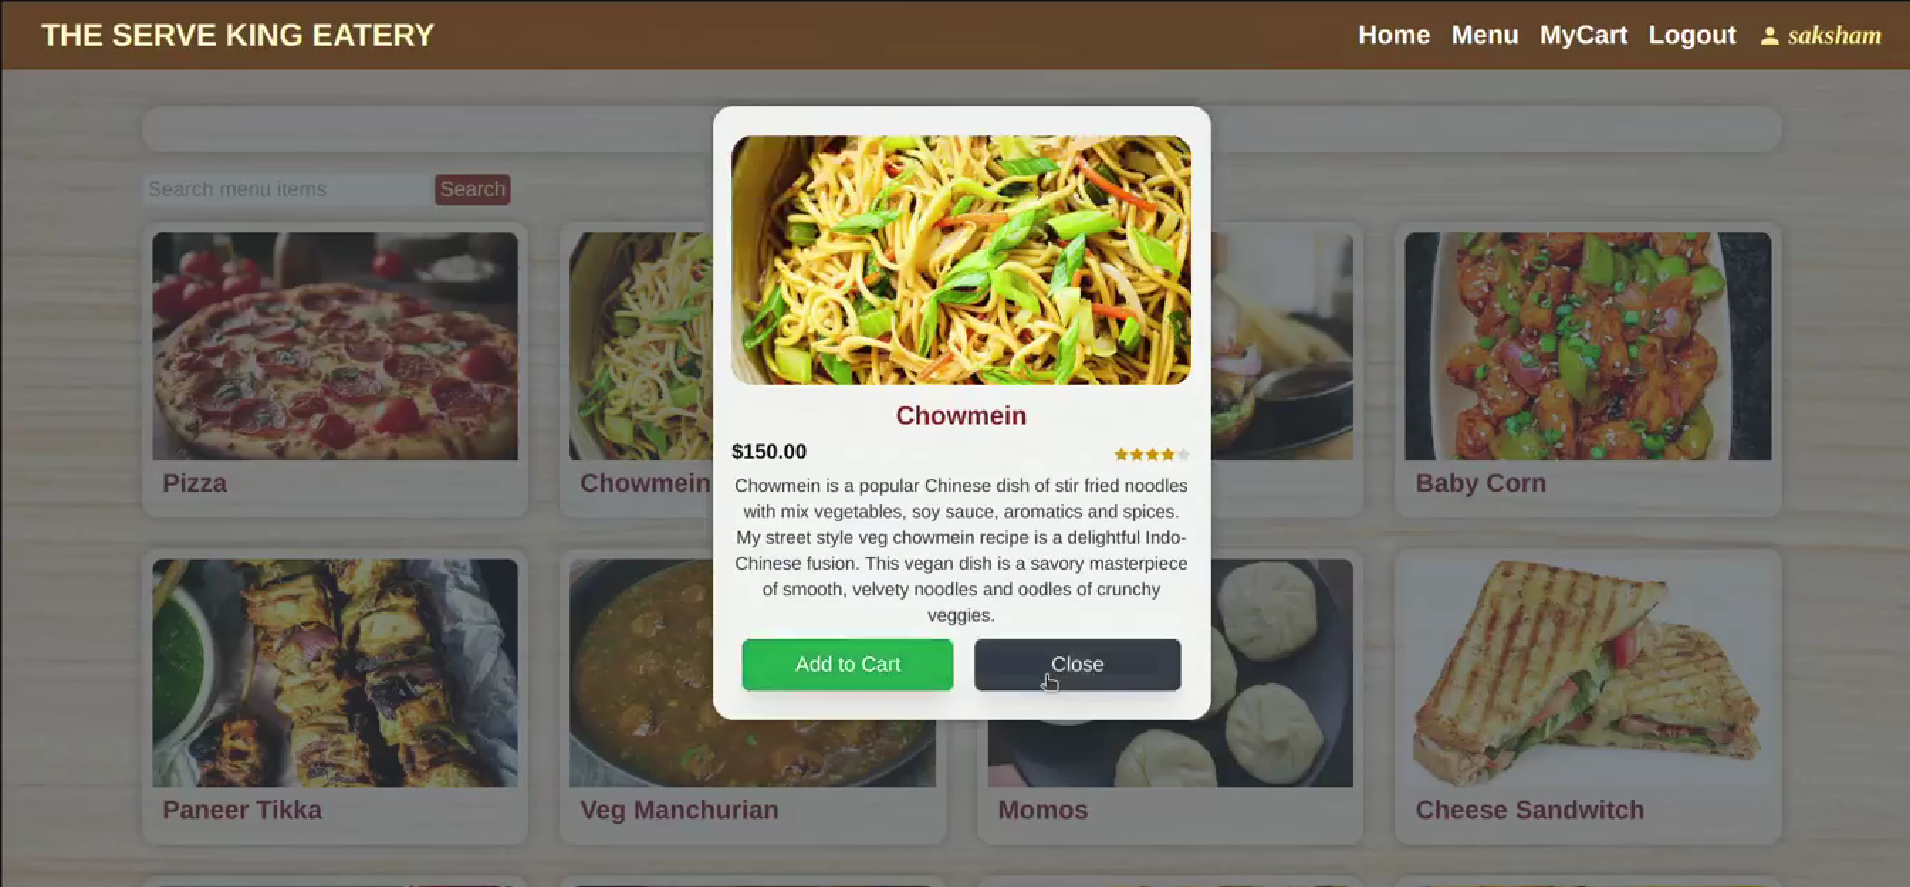 THE SERVE KING EATERY
Home Menu MyCart Logout saksham
Search menu items Search
Chowmein
$150.00
Chowmein is a popular Chinese dish of stir fried noodles
with mix vegetables, soy sauce, aromatics and spices.
My street style veg chowmein recipe is a delightful Indo-
Chinese fusion. This vegan dish is a savory masterpiece
of smooth, velvety noodles and oodles of crunchy
veggies.
Add to Cart Close
Pizza
Chowmein
Baby Corn
Paneer Tikka
Veg Manchurian
Momos
Cheese Sandwitch